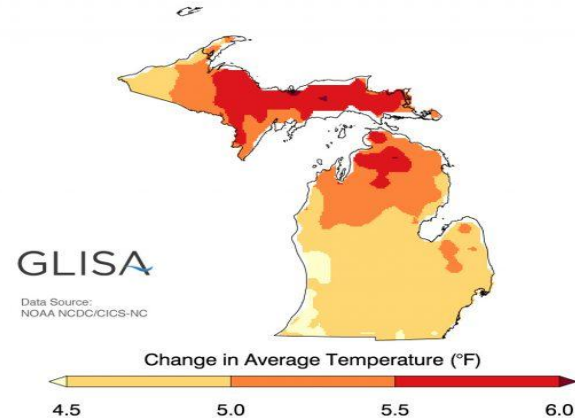 GLISA
Data Source:
NOAA NCDC/CICS-NC
Change in Average Temperature (°F)
4.5 5.0 5.5 6.0